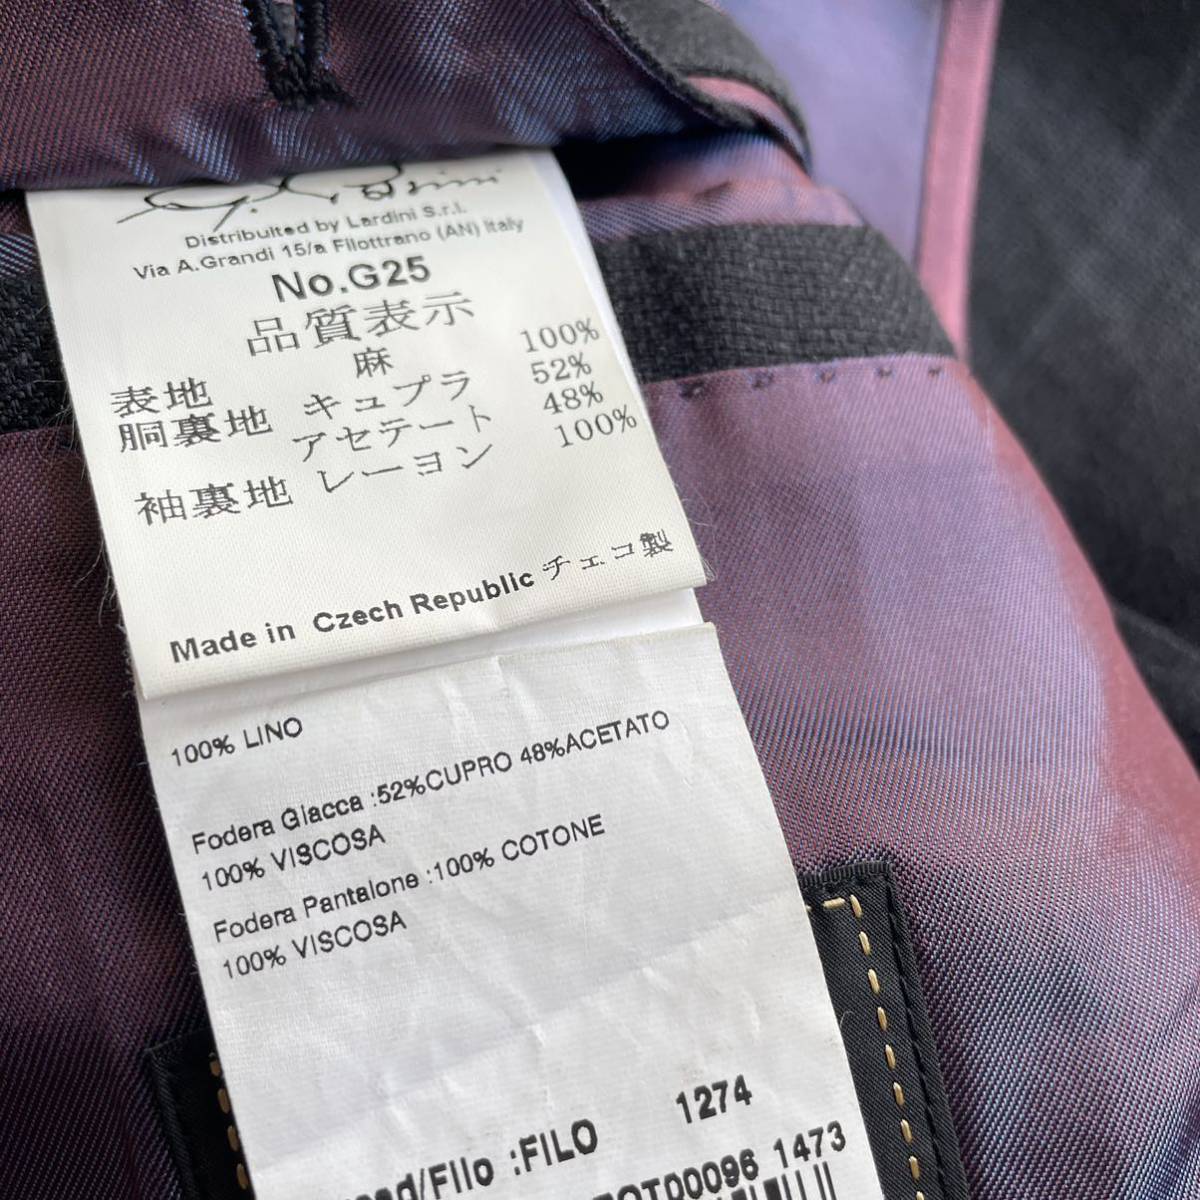 Distribuited by Lardini S.r.l.
Via A.Grandi 15/a Filottrano (AN) Italy
No.G25
品質表示
表地 麻 100%
胴裏地 キュプラ 52%
アセテート 48%
袖裏地 レーヨン 100%
Made in Czech Republic チェコ製
100% LINO
Fodera Giacca :52%CUPRO 48%ACETATO
100% VISCOSA
Fodera Pantalone :100% COTONE
100% VISCOSA
1274
:FILO
1473